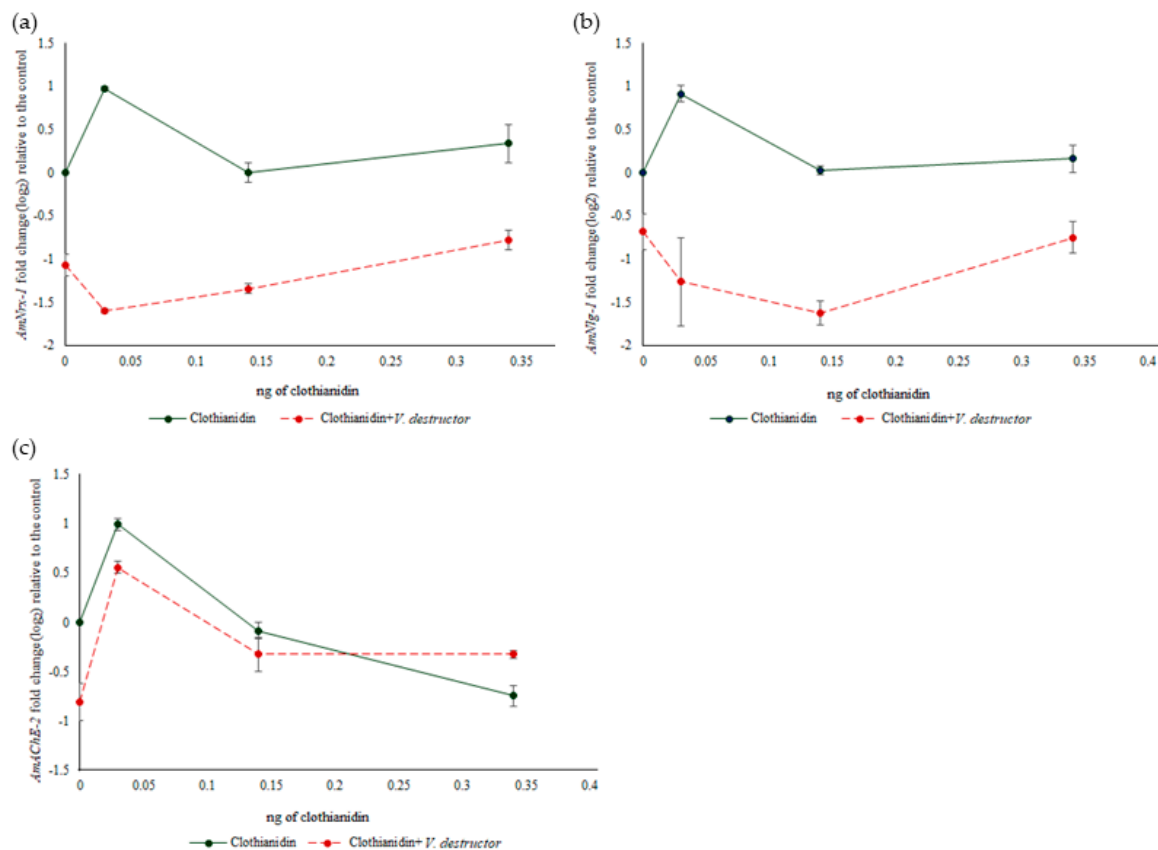 (a)
AmNrx-1 fold change(log2) relative to the control
1.5
1
0.5
0
-0.5
-1
-1.5
-2
0 0.05 0.1 0.15 0.2 0.25 0.3 0.35
ng of clothianidin
Clothianidin Clothianidin+V. destructor
(b)
AmNlg-1 fold change(log2) relative to the control
1.5
1
0.5
0
-0.5
-1
-1.5
-2
0 0.05 0.1 0.15 0.2 0.25 0.3 0.35 0.4
ng of clothianidin
Clothianidin Clothianidin+V. destructor
(c)
AmAChE-2 fold change(log2) relative to the control
1.5
1
0.5
0
-0.5
-1
-1.5
0 0.05 0.1 0.15 0.2 0.25 0.3 0.35 0.4
ng of clothianidin
Clothianidin Clothianidin+ V. destructor